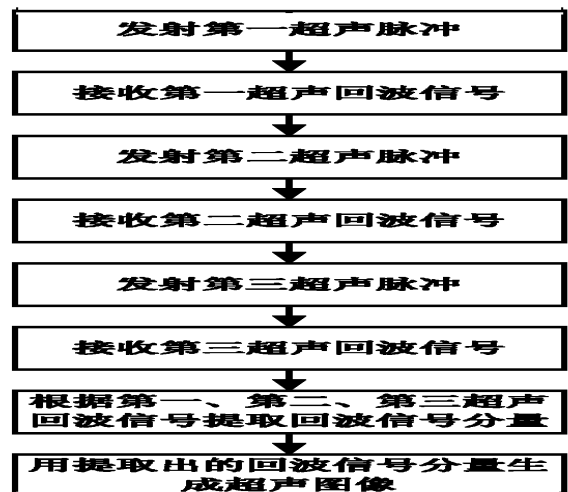 发射第一超声脉冲
接收第一超声回波信号
发射第二超声脉冲
接收第二超声回波信号
发射第三超声脉冲
接收第三超声回波信号
根据第一、第二、第三超声
回波信号提取回波信号分量
用提取出的回波信号分量生
成超声图像